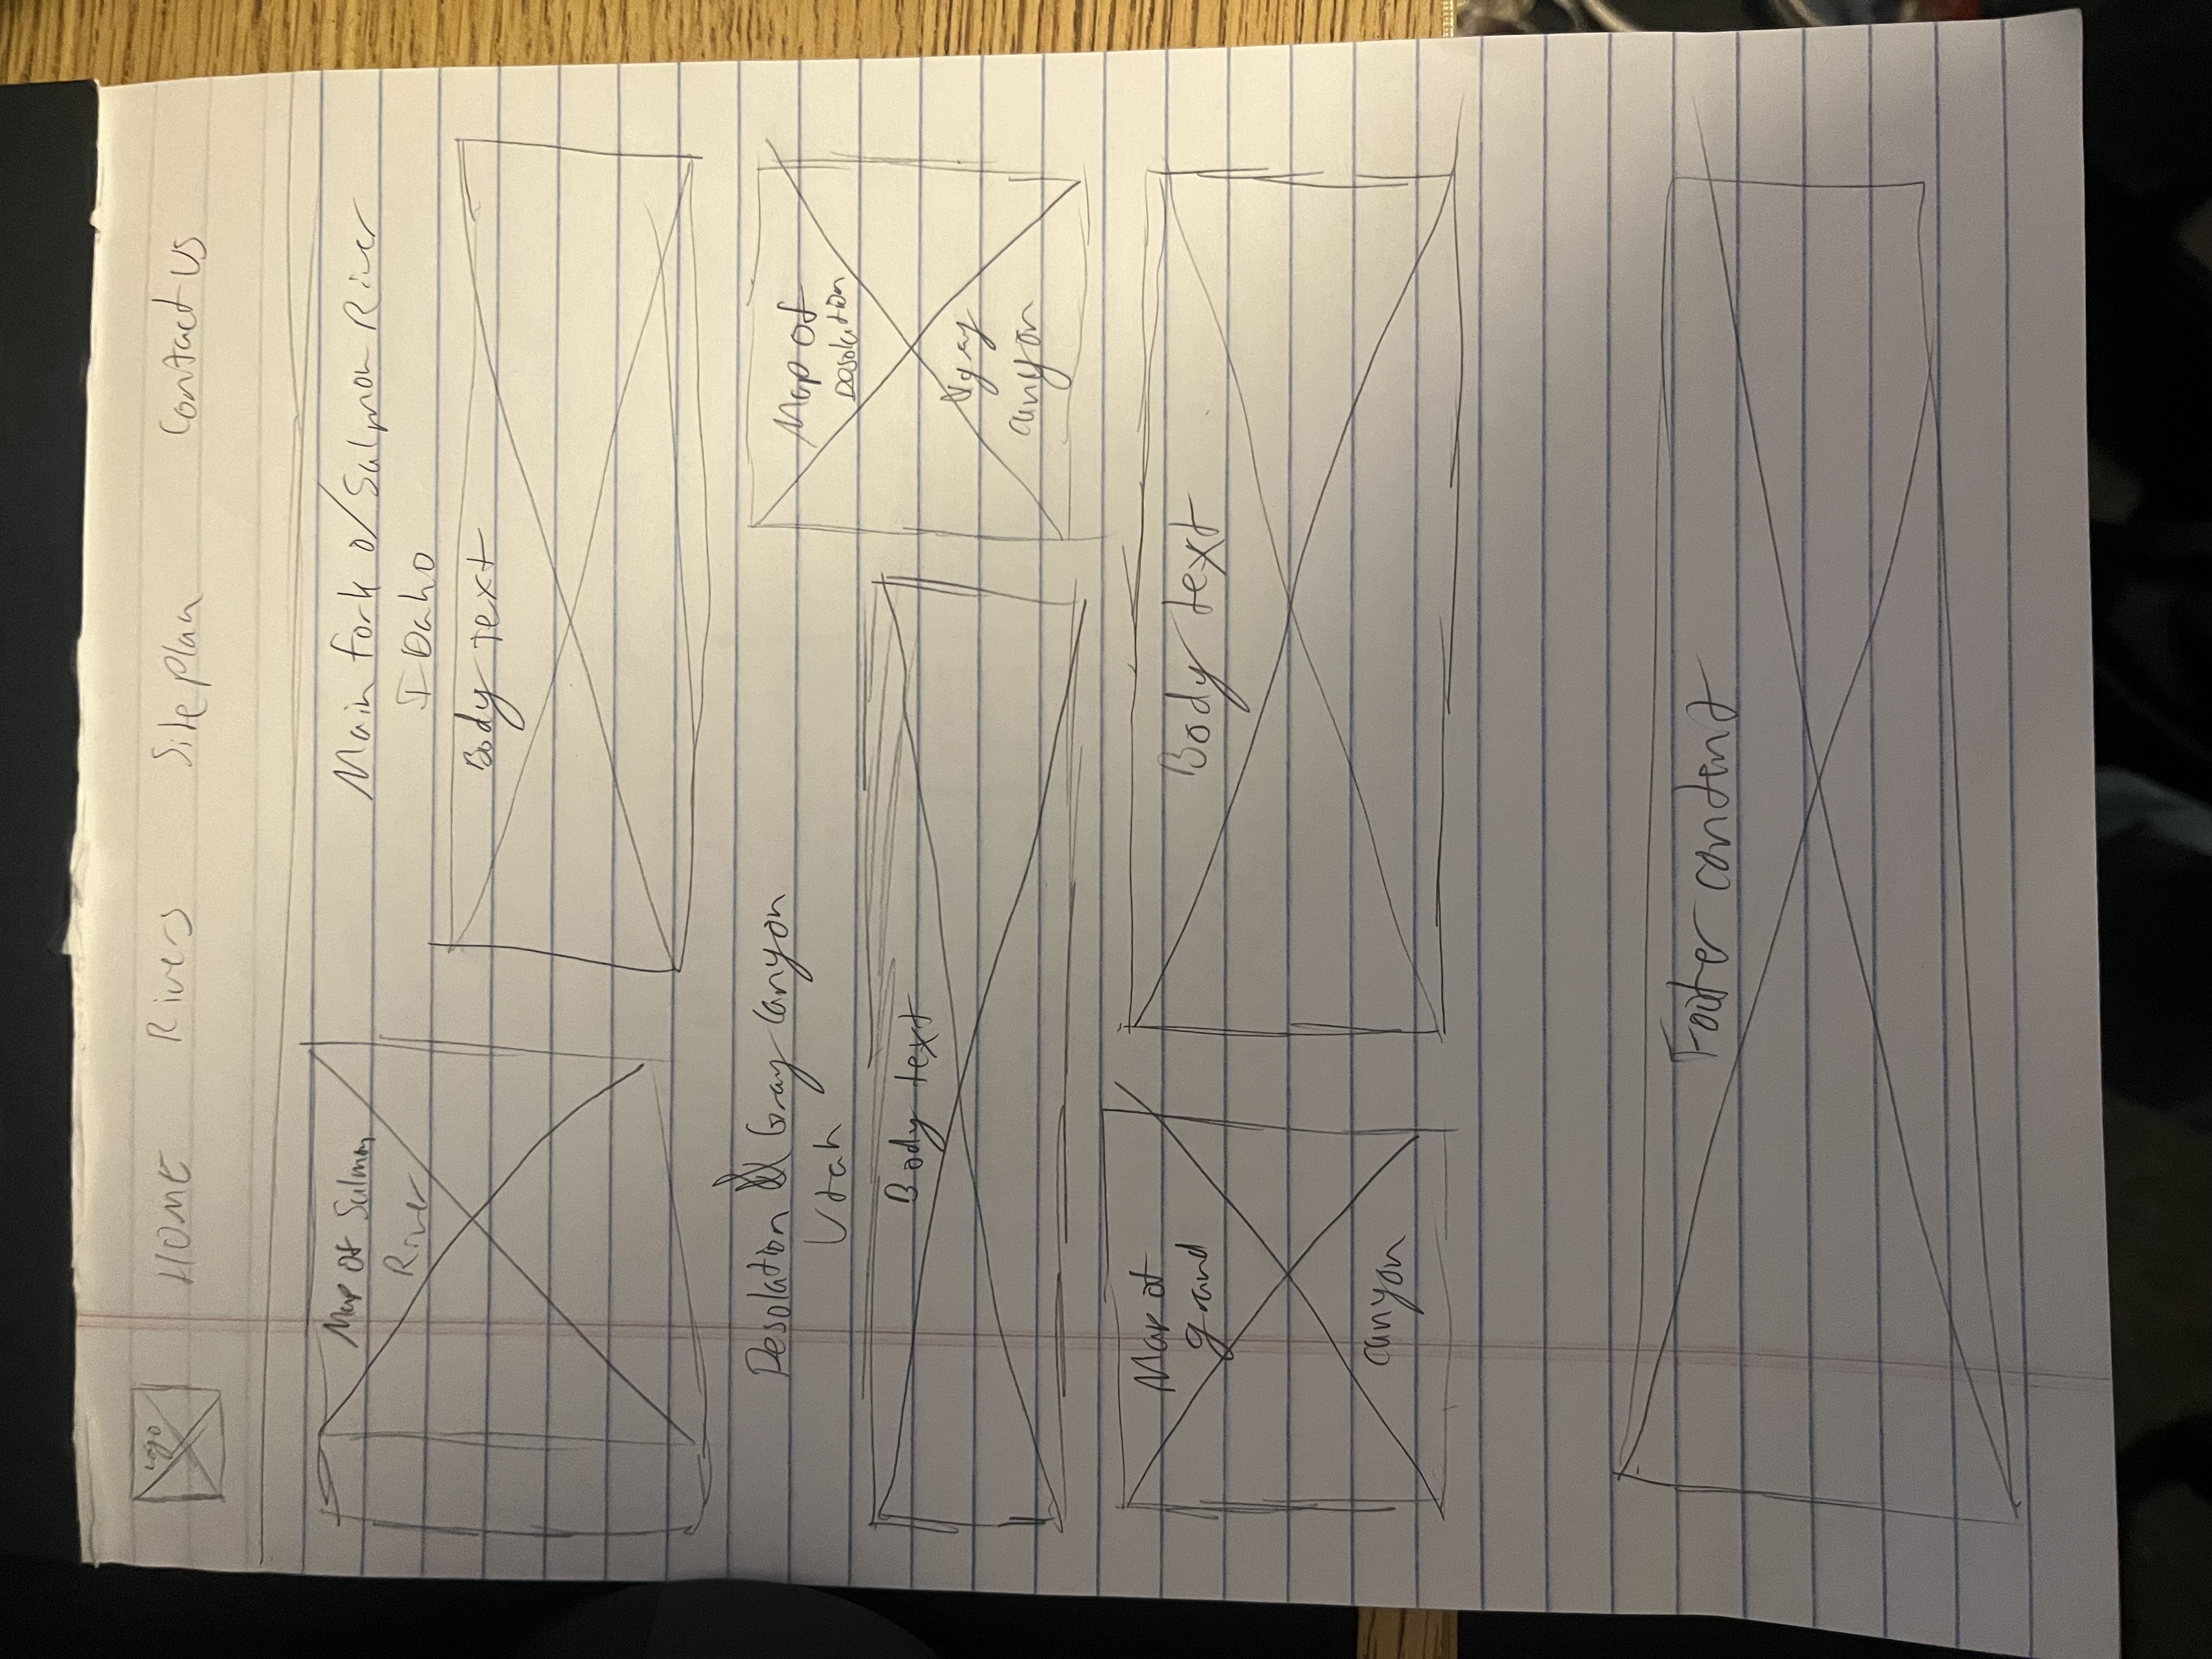 Logo
HOME Rivers Site plan Contact Us
Map of Salmon
River
Main fork o/Salmon River
IDaho
Body text
Desolation & Gray Canyon
Utah
Body text
Map of
Desolation
& gray
canyon
Map of
grand
canyon
Body text
Footer content